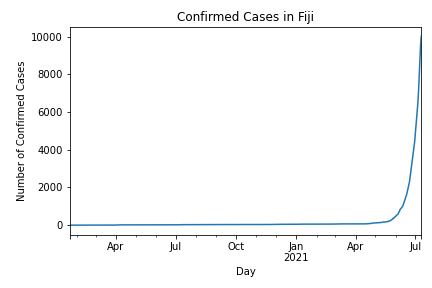 Confirmed Cases in Fiji
Number of Confirmed Cases
10000
8000
6000
4000
2000
0
Apr
Jul
Oct
Jan
2021
Apr
Jul
Day